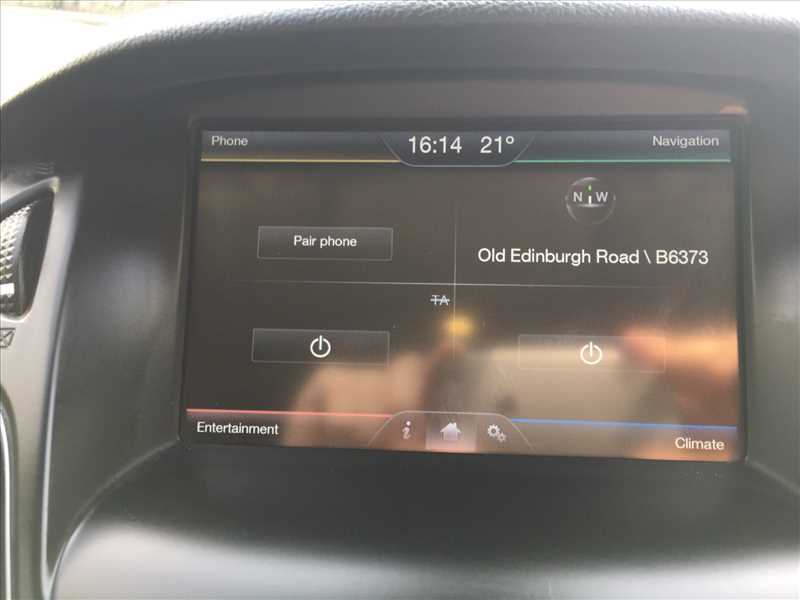 Phone
16:14 21°
Navigation
N W
Pair phone
Old Edinburgh Road \ B6373
TA
Entertainment
i
Climate